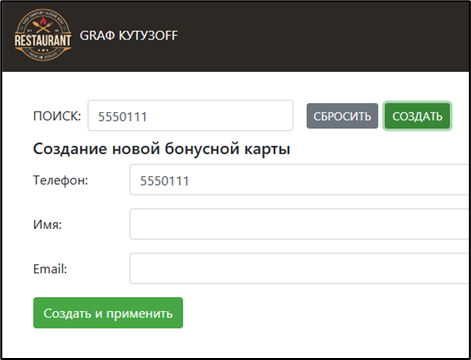 RESTAURANT
GRAФ КУТУЗOFF
ПОИСК: 5550111 СБРОСИТЬ СОЗДАТЬ
Создание новой бонусной карты
Телефон: 5550111
Имя:
Email:
Создать и применить